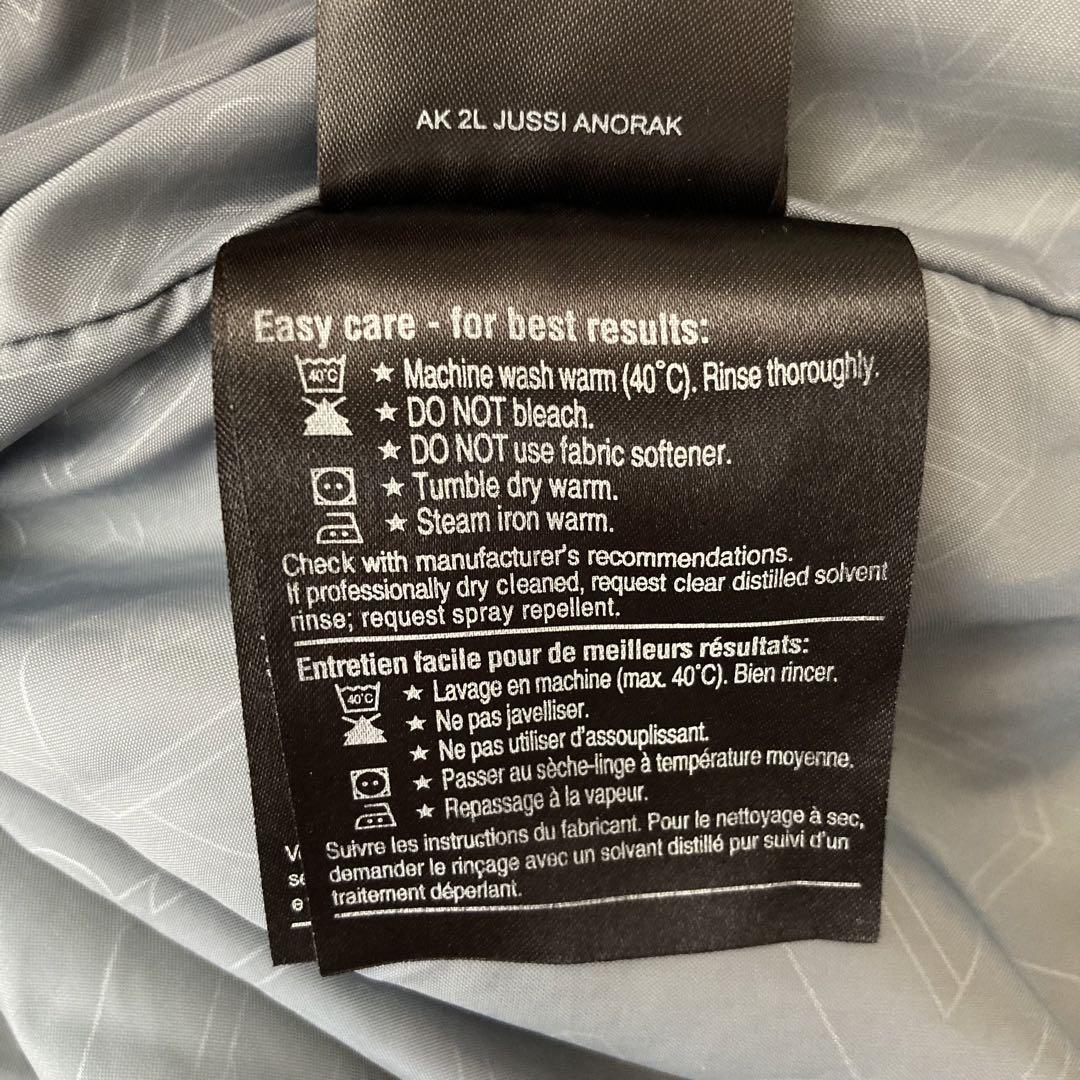 AK 2L JUSSI ANORAK
Easy care - for best results:
40°C ★ Machine wash warm (40°C). Rinse thoroughly.
★ DO NOT bleach.
★ DO NOT use fabric softener.
★ Tumble dry warm.
★ Steam iron warm.
Check with manufacturer's recommendations.
If professionally dry cleaned, request clear distilled solvent
rinse; request spray repellent.
Entretien facile pour de meilleurs résultats:
40°C ★ Lavage en machine (max. 40°C). Bien rincer.
★ Ne pas javelliser.
★ Ne pas utiliser d'assouplissant.
★ Passer au sèche-linge à température moyenne.
★ Repassage à la vapeur.
Suivre les instructions du fabricant. Pour le nettoyage à sec,
demander le rinçage avec un solvant distillé pur suivi d'un
traitement déperlant.